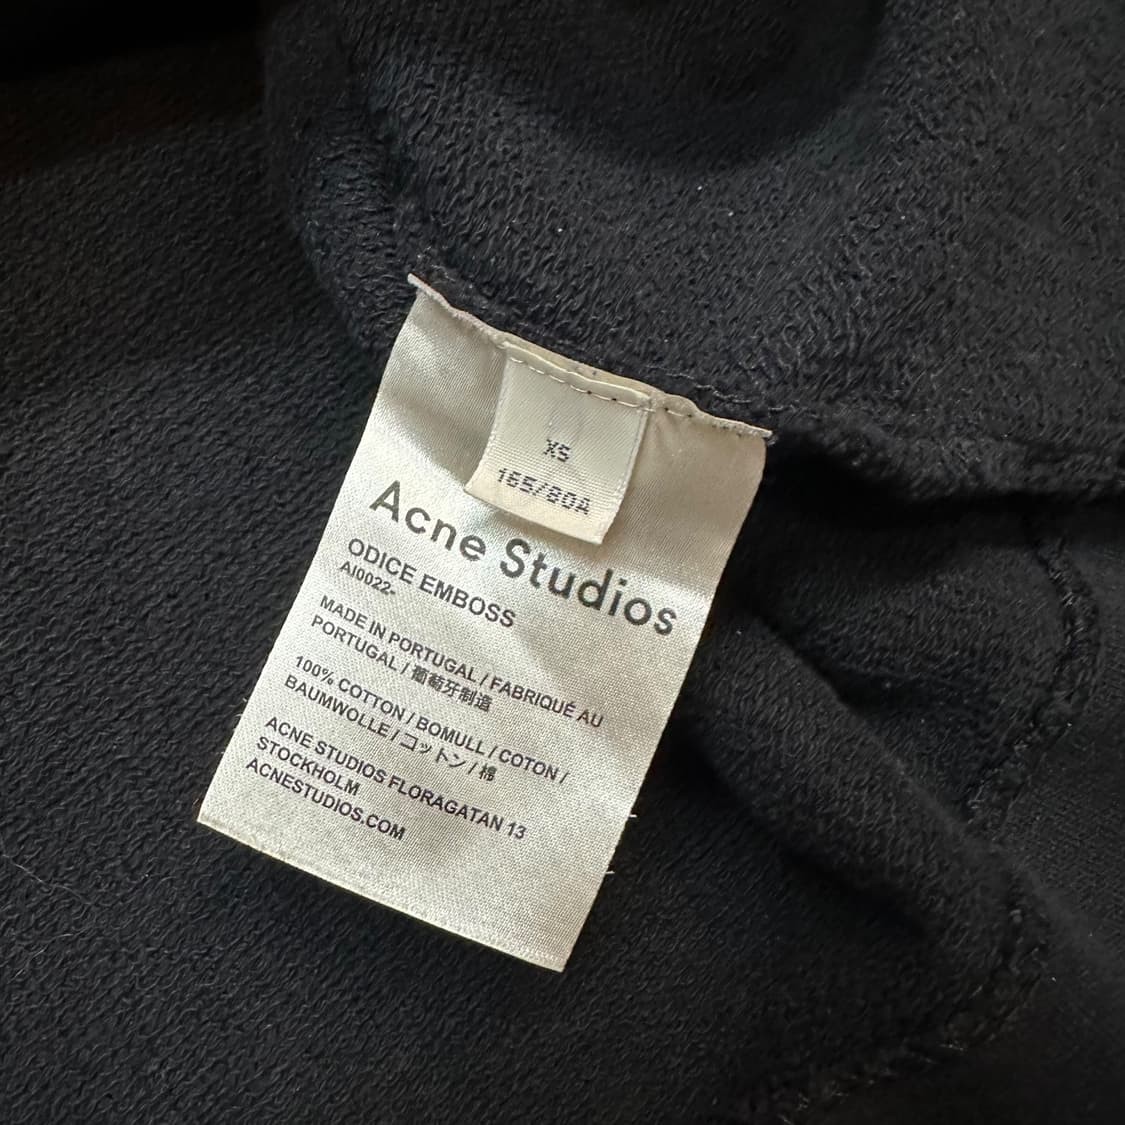 XS
165/80A
Acne Studios
ODICE EMBOSS
AI0022-
MADE IN PORTUGAL / FABRIQUÉ AU
PORTUGAL / 葡萄牙制造
100% COTTON / BOMULL / COTON /
BAUMWOLLE / コットン / 棉
ACNE STUDIOS FLORAGATAN 13
STOCKHOLM
ACNESTUDIOS.COM